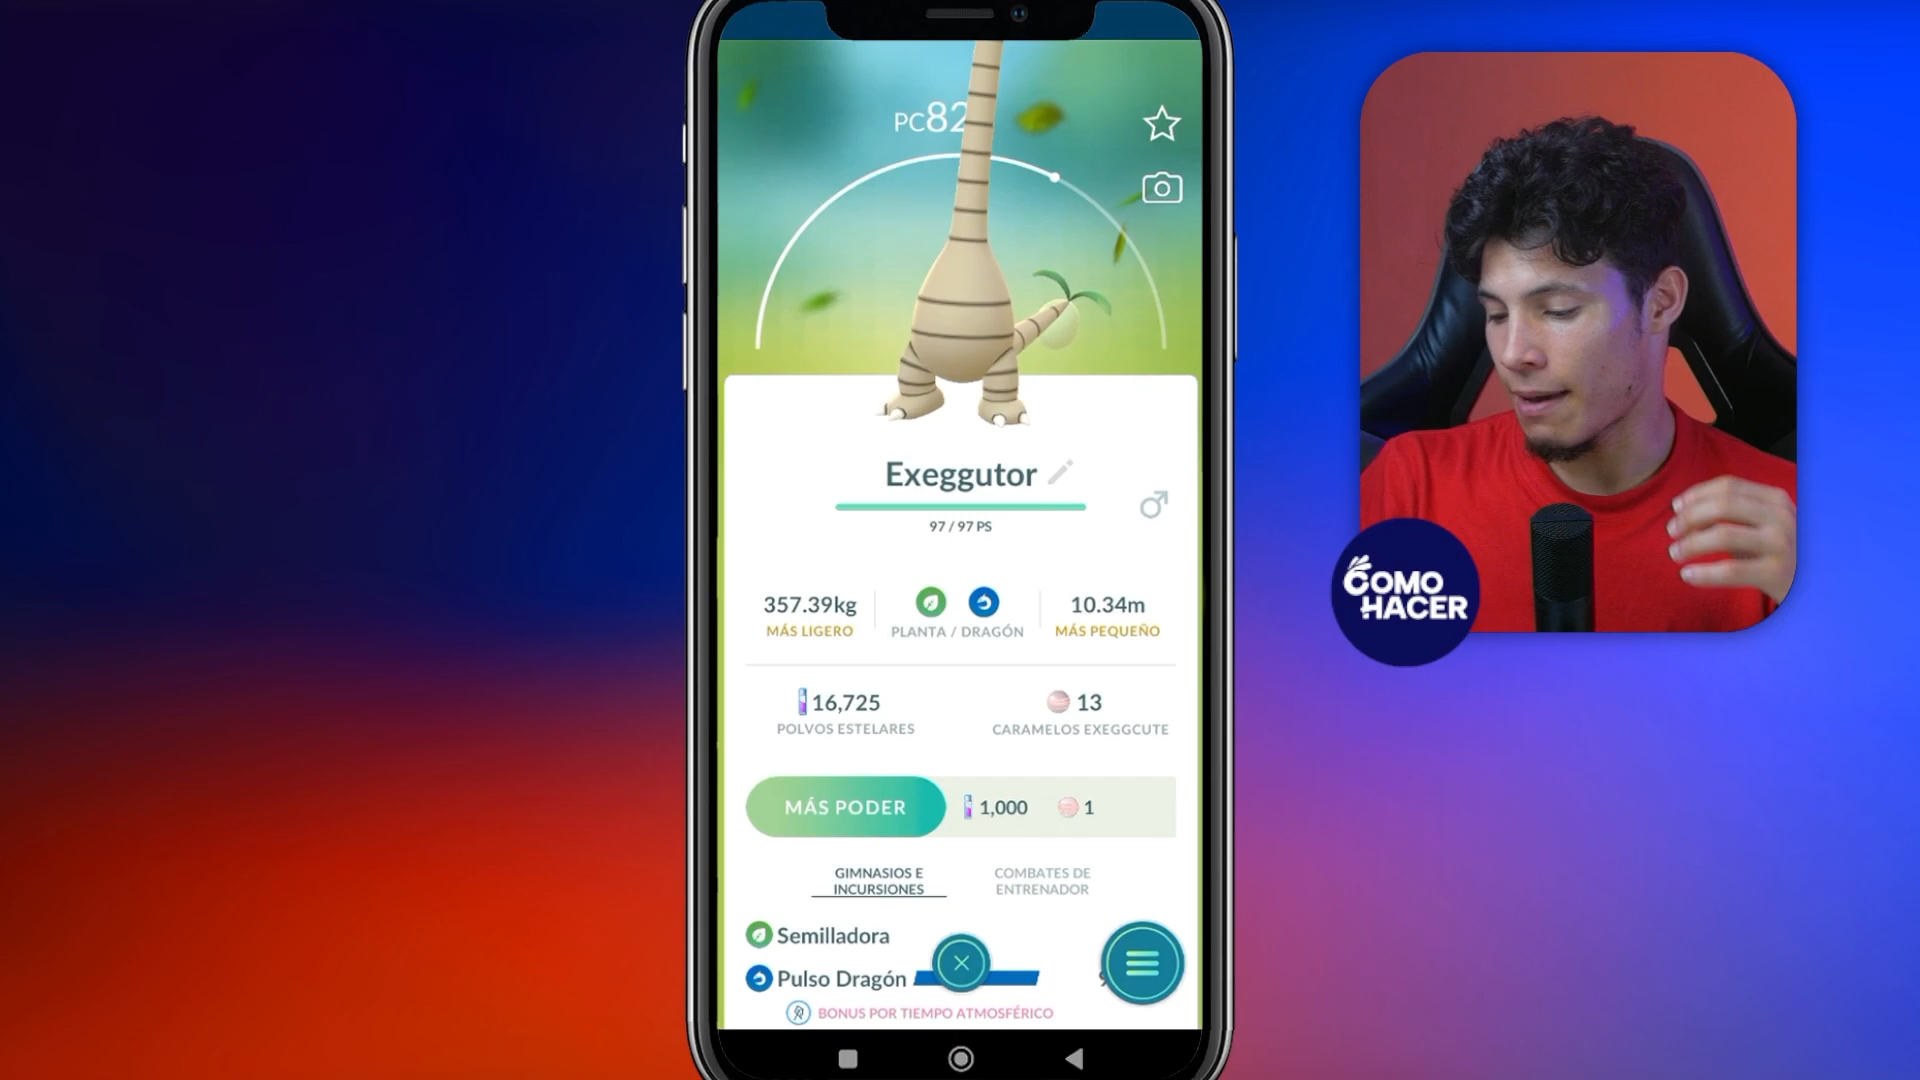 PC82
Exeggutor
97 / 97 PS
357.39kg
MÁS LIGERO
PLANTA / DRAGÓN
10.34m
MÁS PEQUEÑO
16,725
POLVOS ESTELARES
13
CARAMELOS EXEGGCUTE
MÁS PODER
1,000
1
GIMNASIOS E
INCURSIONES
COMBATES DE
ENTRENADOR
Semilladora
Pulso Dragón
BONUS POR TIEMPO ATMOSFÉRICO
COMO
HACER